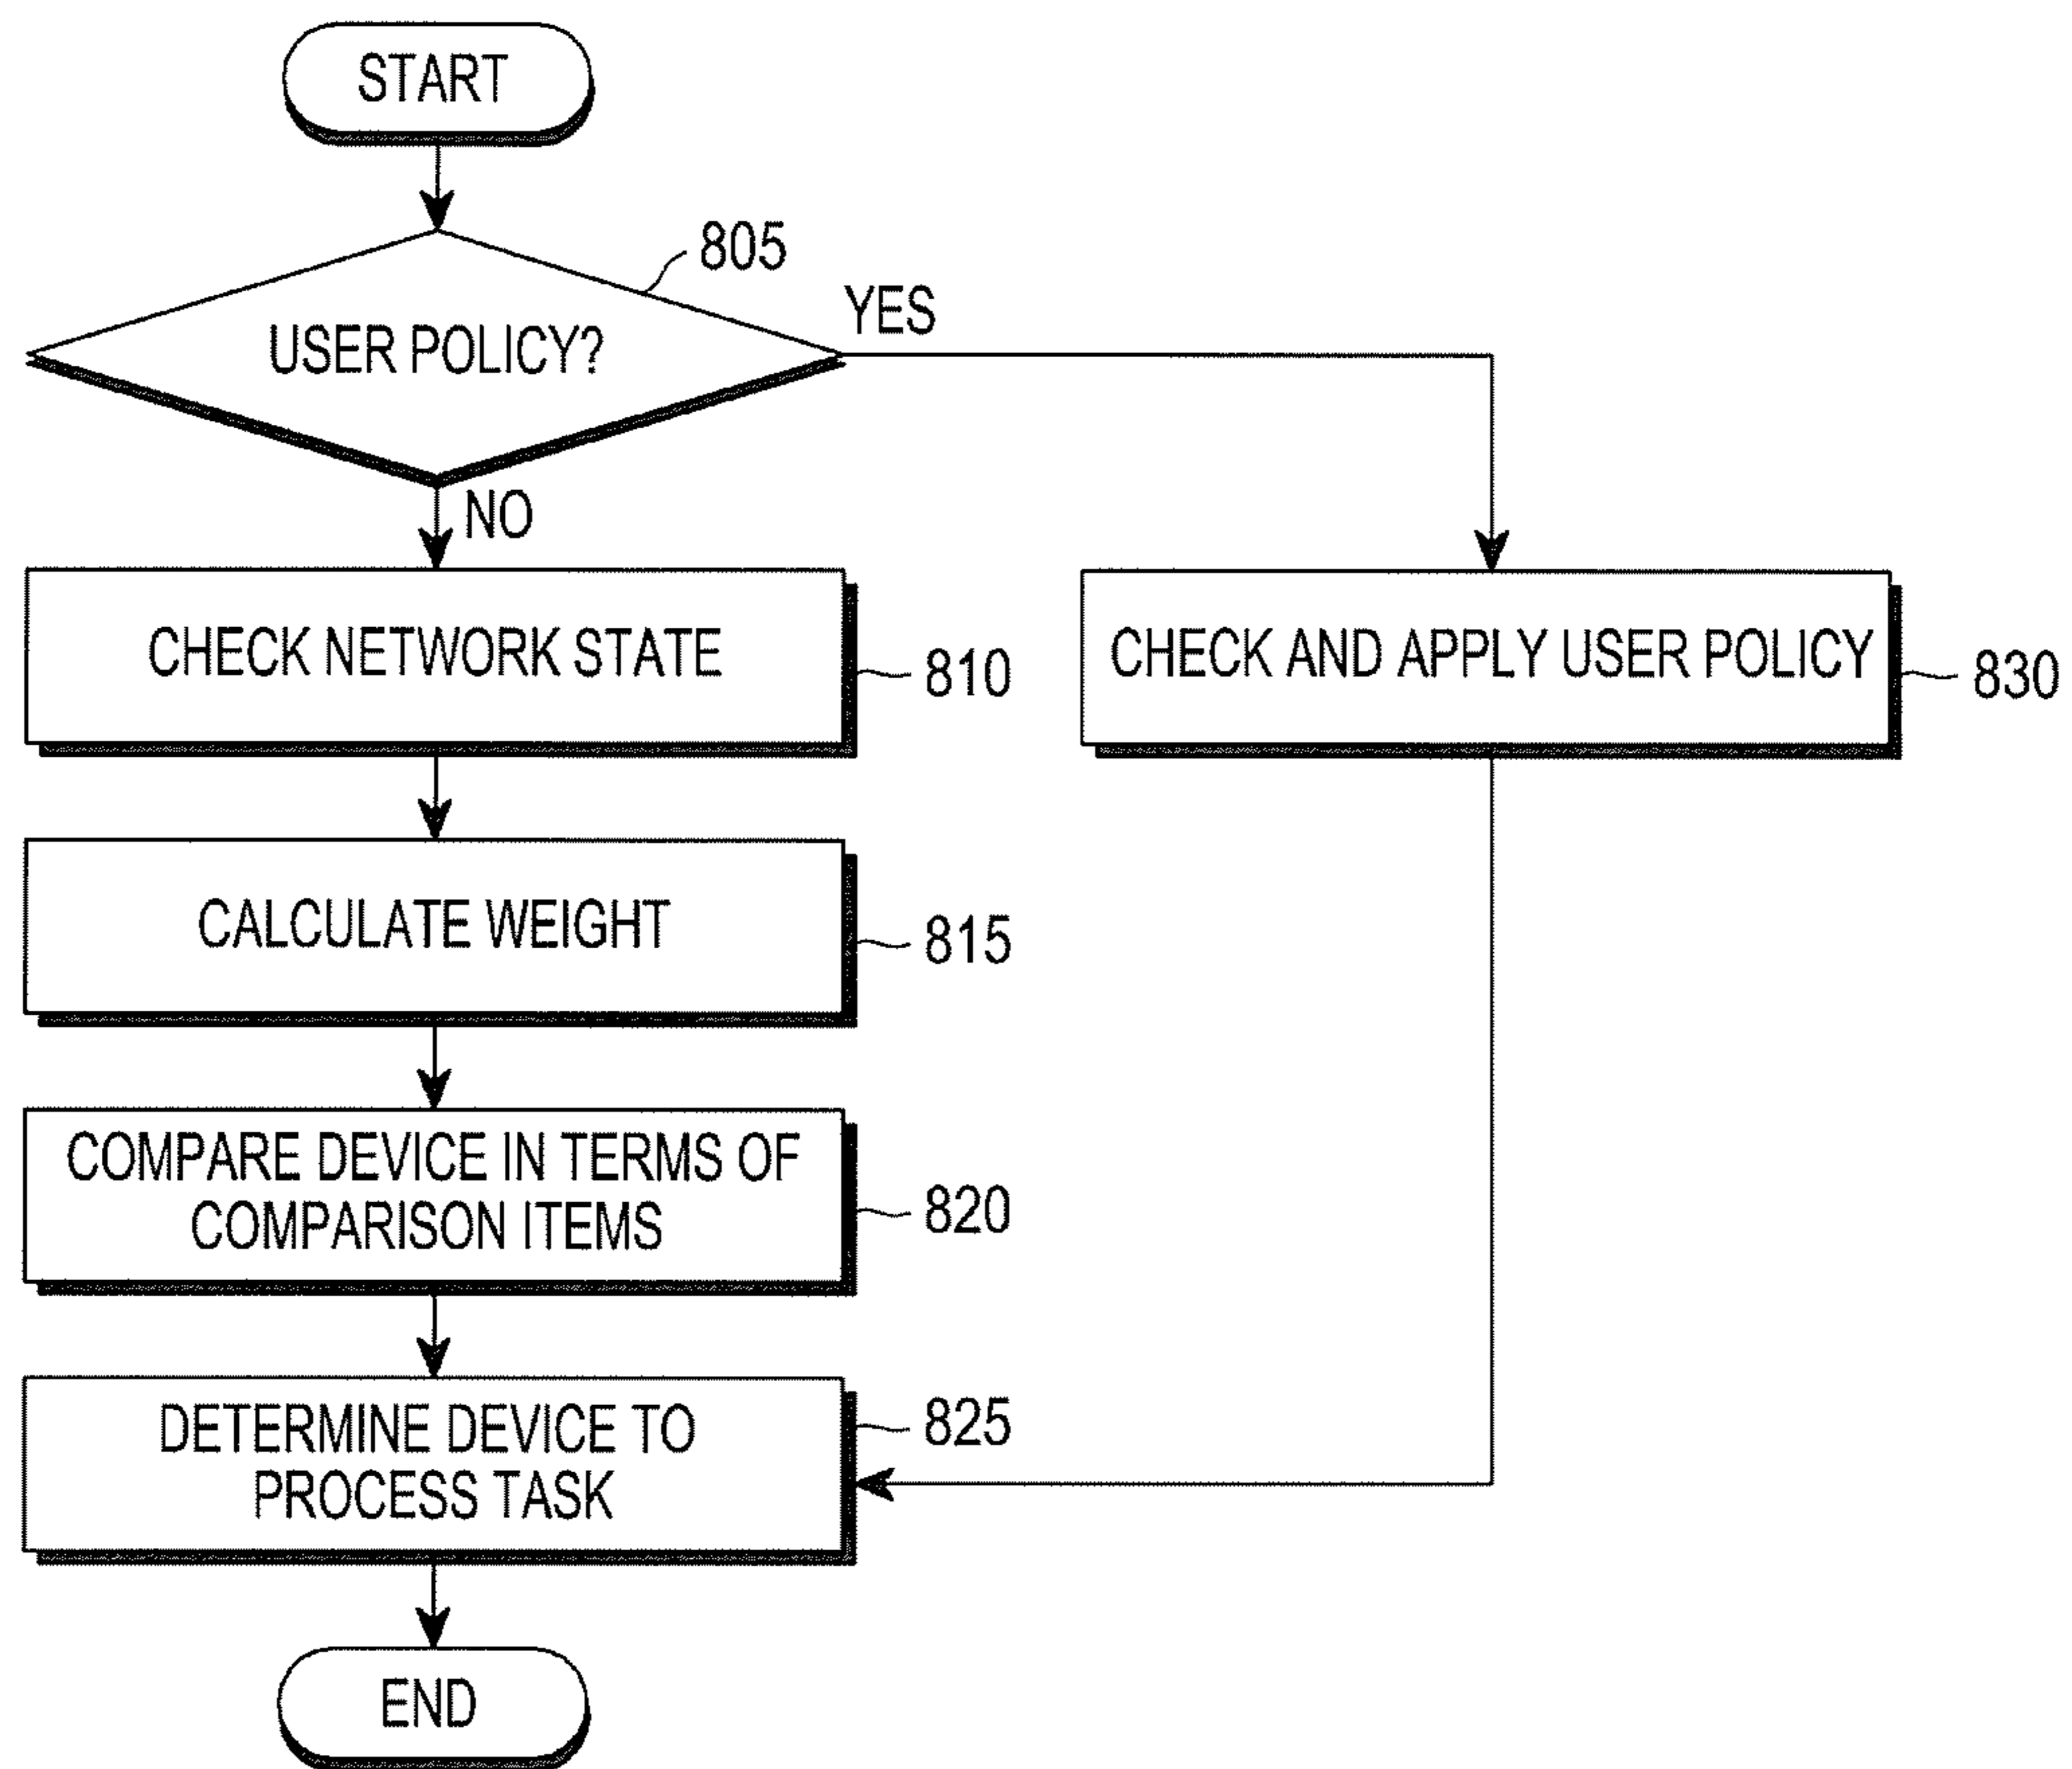 START
805
USER POLICY?
YES
NO
CHECK NETWORK STATE
810
CHECK AND APPLY USER POLICY
830
CALCULATE WEIGHT
815
COMPARE DEVICE IN TERMS OF
COMPARISON ITEMS
820
DETERMINE DEVICE TO
PROCESS TASK
825
END